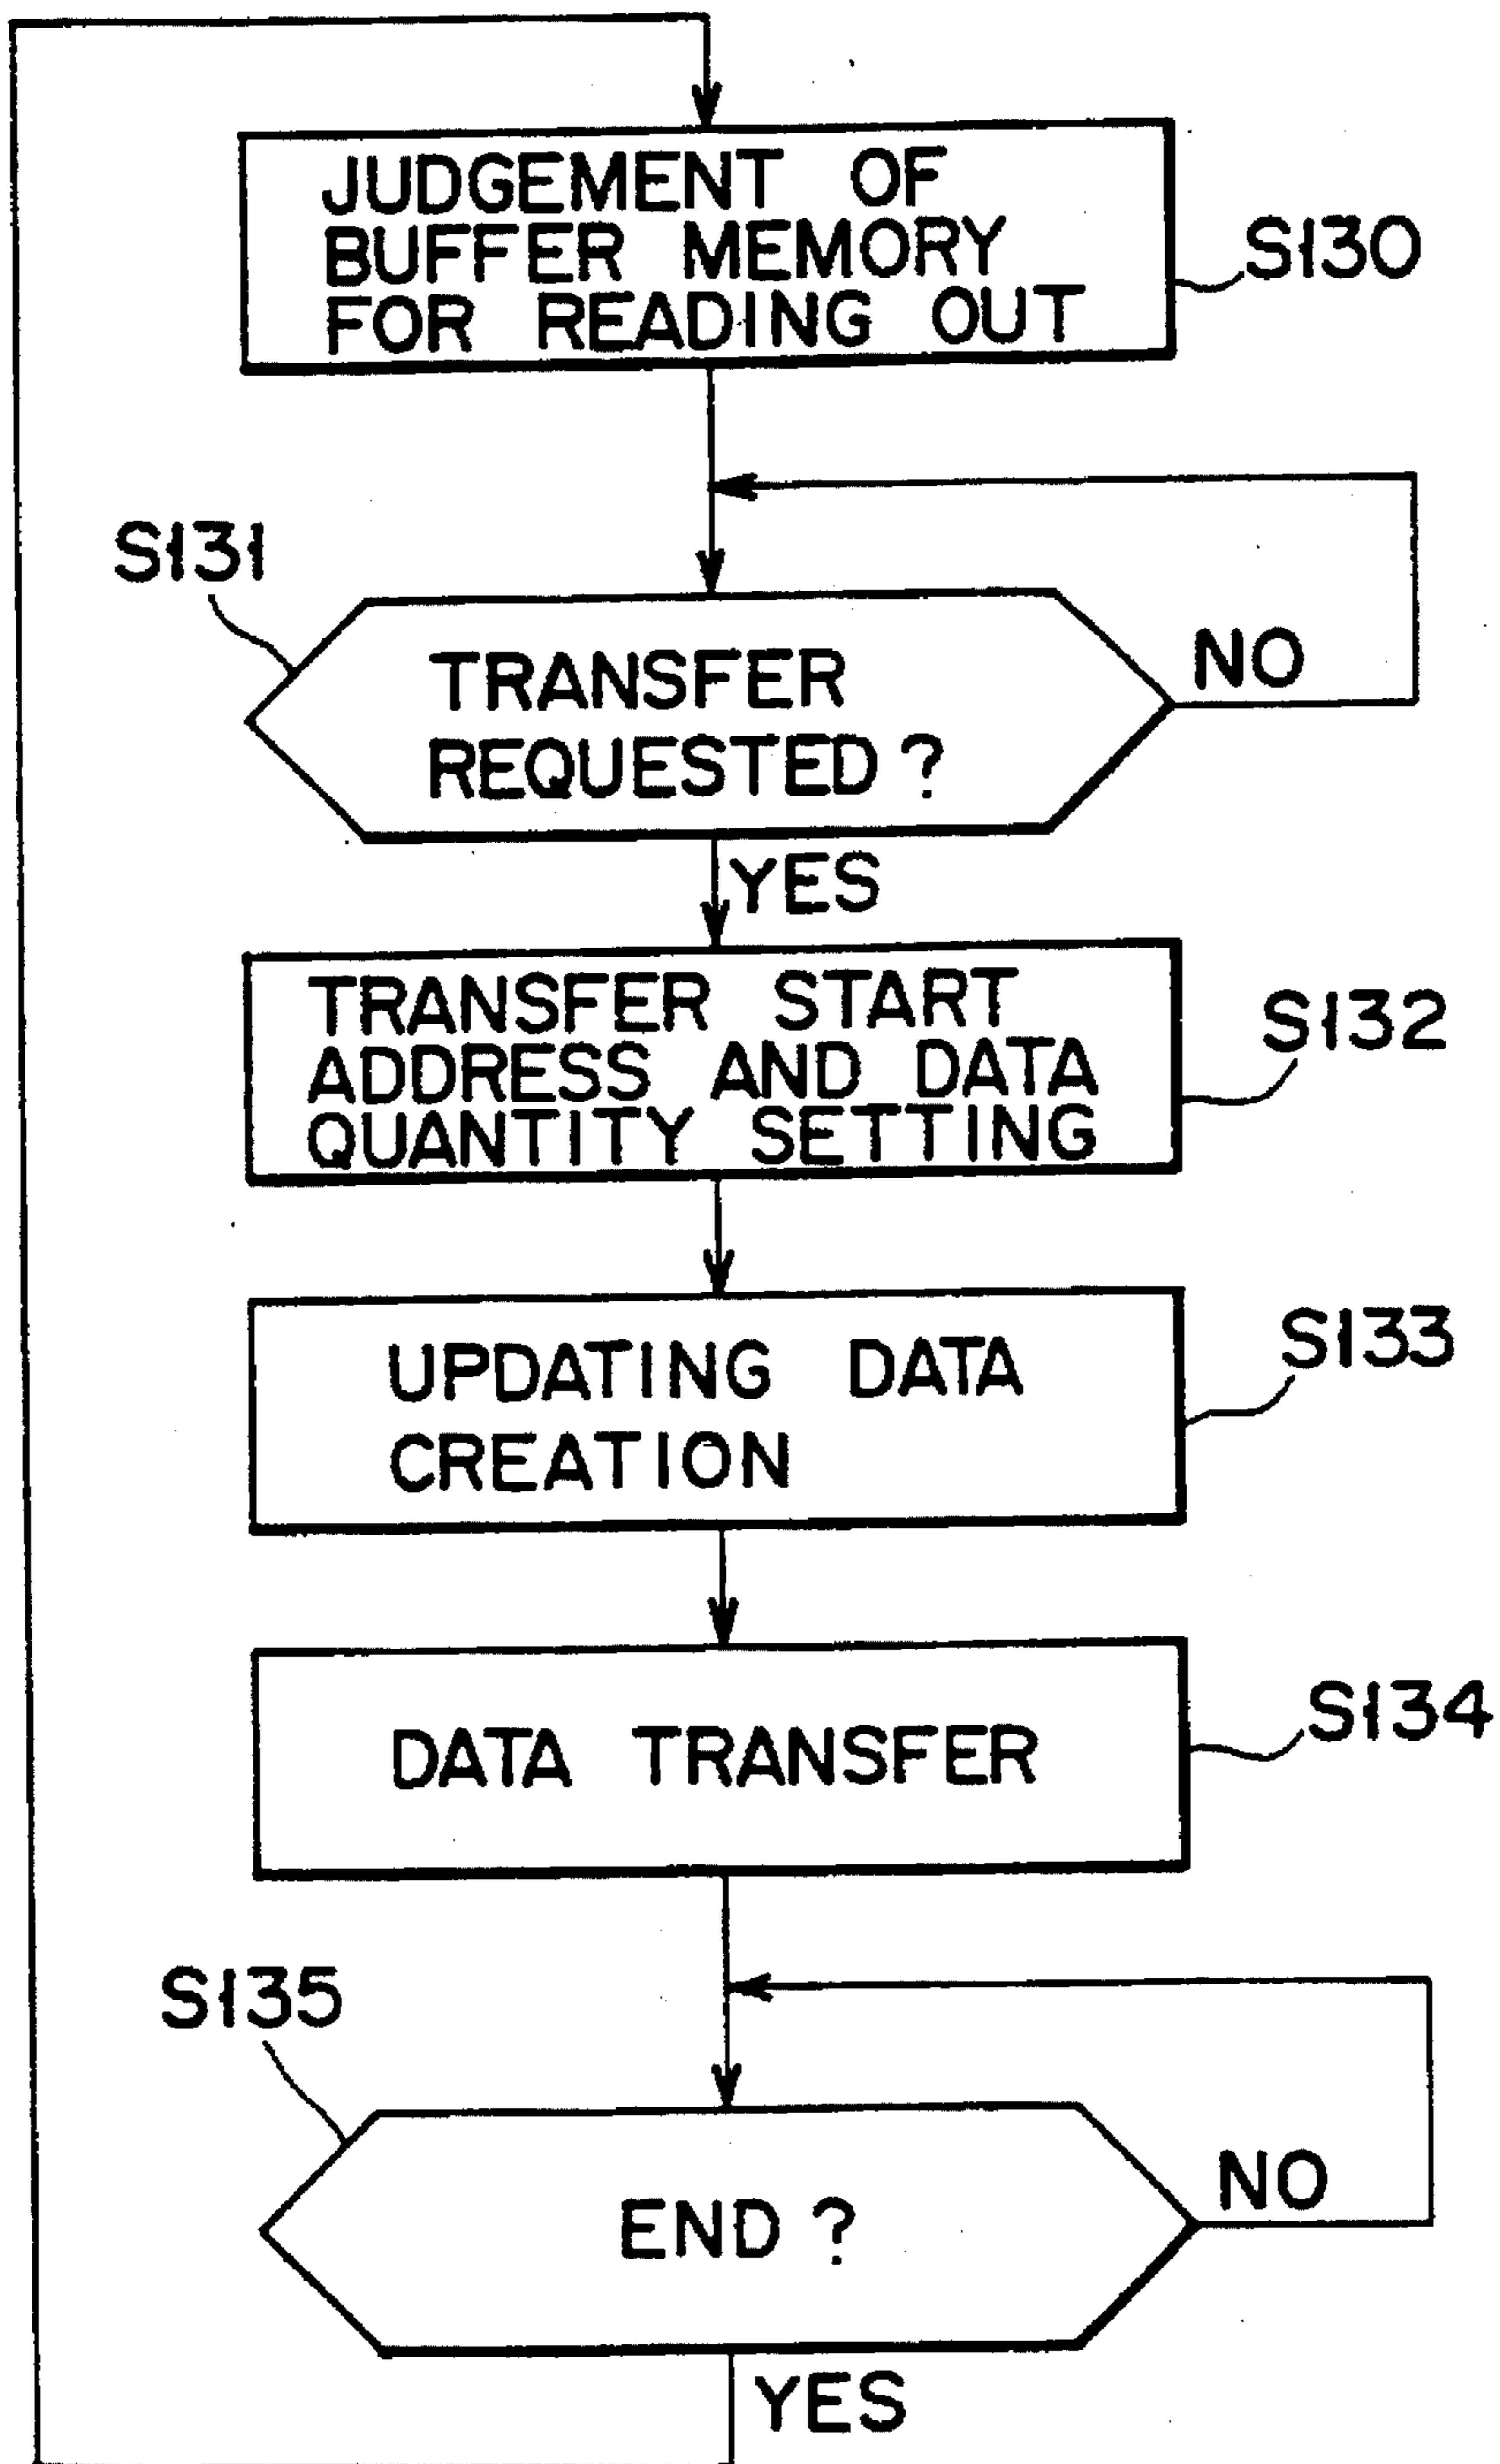 JUDGEMENT OF
BUFFER MEMORY
FOR READING OUT
S130
S131
TRANSFER
REQUESTED ?
NO
YES
TRANSFER START
ADDRESS AND DATA
QUANTITY SETTING
S132
UPDATING DATA
CREATION
S133
DATA TRANSFER
S134
S135
END ?
NO
YES